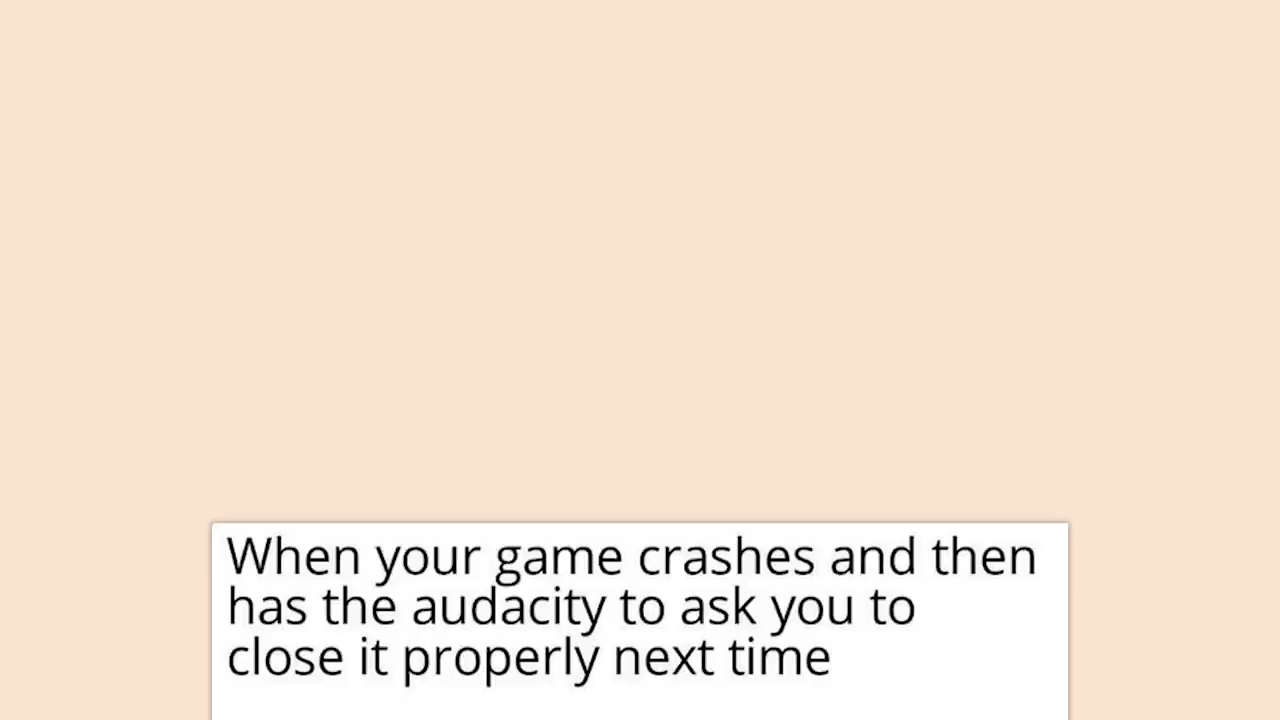 When your game crashes and then
has the audacity to ask you to
close it properly next time